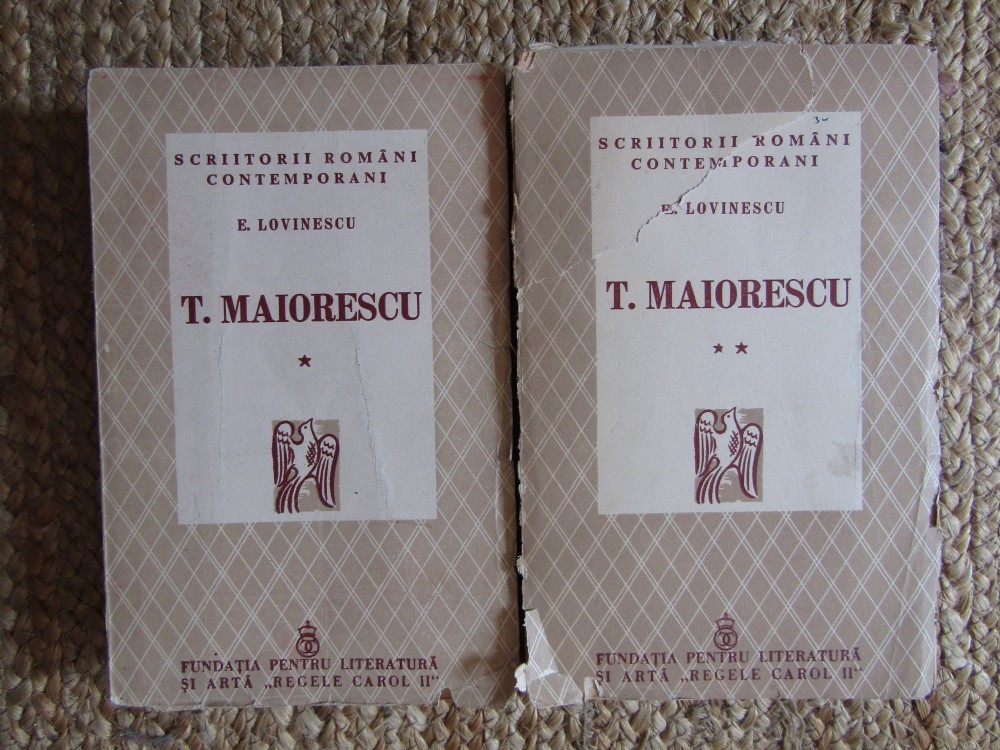 SCRIITORII ROMÂNI
CONTEMPORANI
E. LOVINESCU
T. MAIORESCU
★
FUNDAȚIA PENTRU LITERATURĂ
ȘI ARTĂ „REGELE CAROL II“
36
SCRIITORII ROMÂNI
CONTEMPORANI
E. LOVINESCU
T. MAIORESCU
★ ★
FUNDAȚIA PENTRU LITERATURĂ
ȘI ARTĂ „REGELE CAROL II“